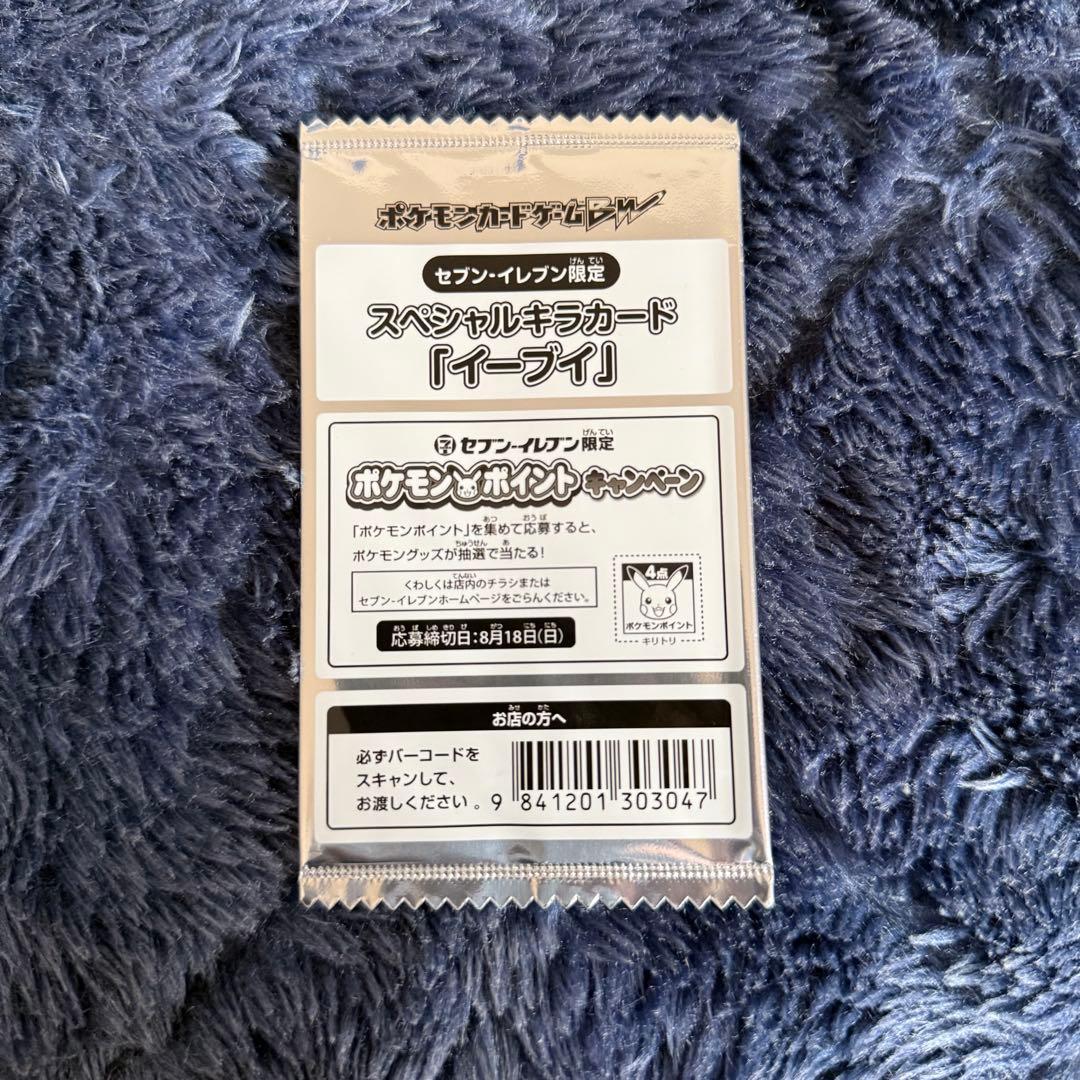 ポケモンカードゲームBW
セブン-イレブン限定
スペシャルキラカード
「イーブイ」
セブン-イレブン限定
ポケモンポイントキャンペーン
「ポケモンポイント」を集めて応募すると、
ポケモングッズが抽選で当たる!
くわしくは店内のチラシまたは
セブン-イレブンホームページをごらんください。
応募締切日:8月18日(日)
4点
ポケモンポイント
キリトリ
お店の方へ
必ずバーコードを
スキャンして、
お渡しください。
9 841201 303047